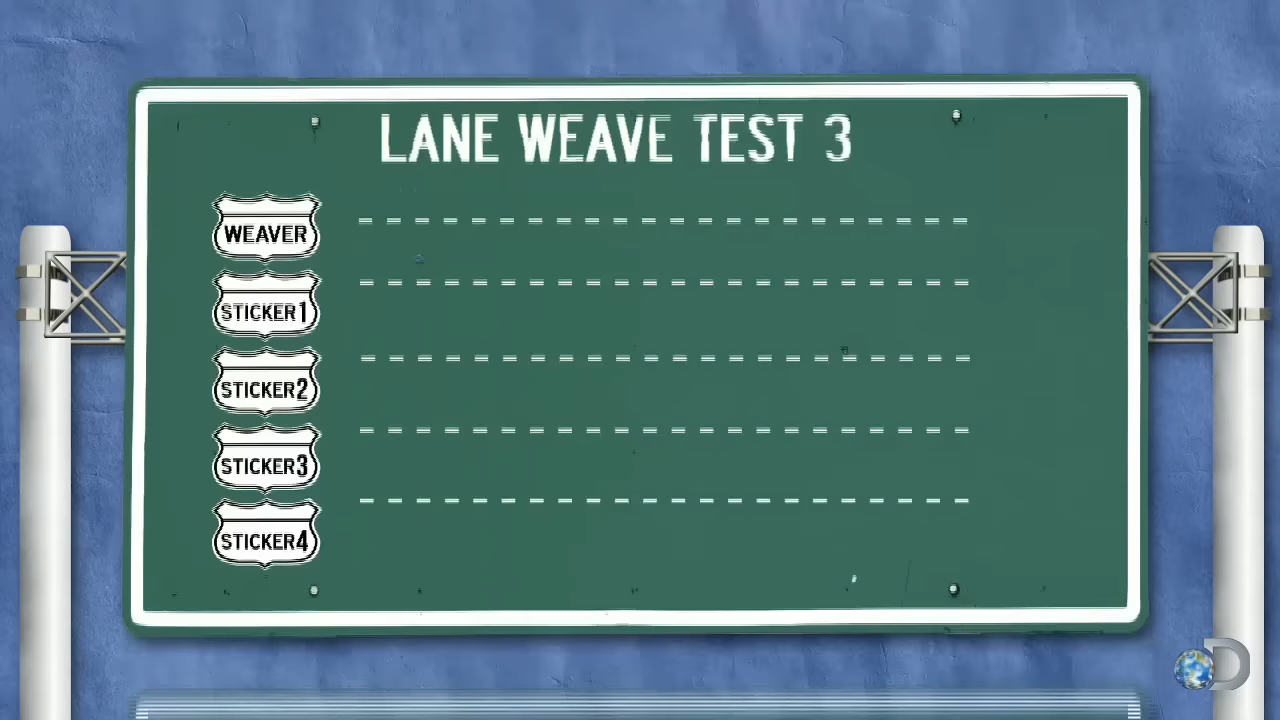 LANE WEAVE TEST 3
WEAVER
STICKER1
STICKER2
STICKER3
STICKER4